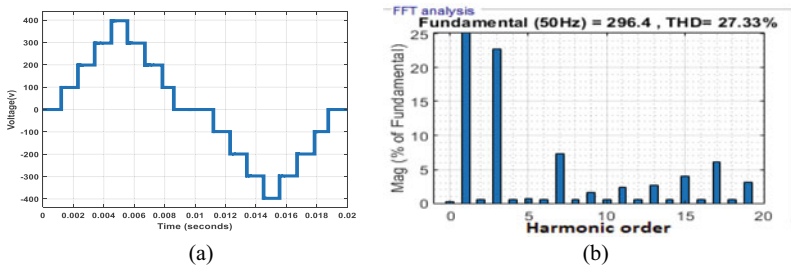 400
300
200
100
0
-100
-200
-300
-400
Voltage(v)
0 0.002 0.004 0.006 0.008 0.01 0.012 0.014 0.016 0.018 0.02
Time (seconds)
(a)
FFT analysis
Fundamental (50Hz) = 296.4 , THD= 27.33%
25
20
15
10
5
0
Mag (% of Fundamental)
0 5 10 15 20
Harmonic order
(b)